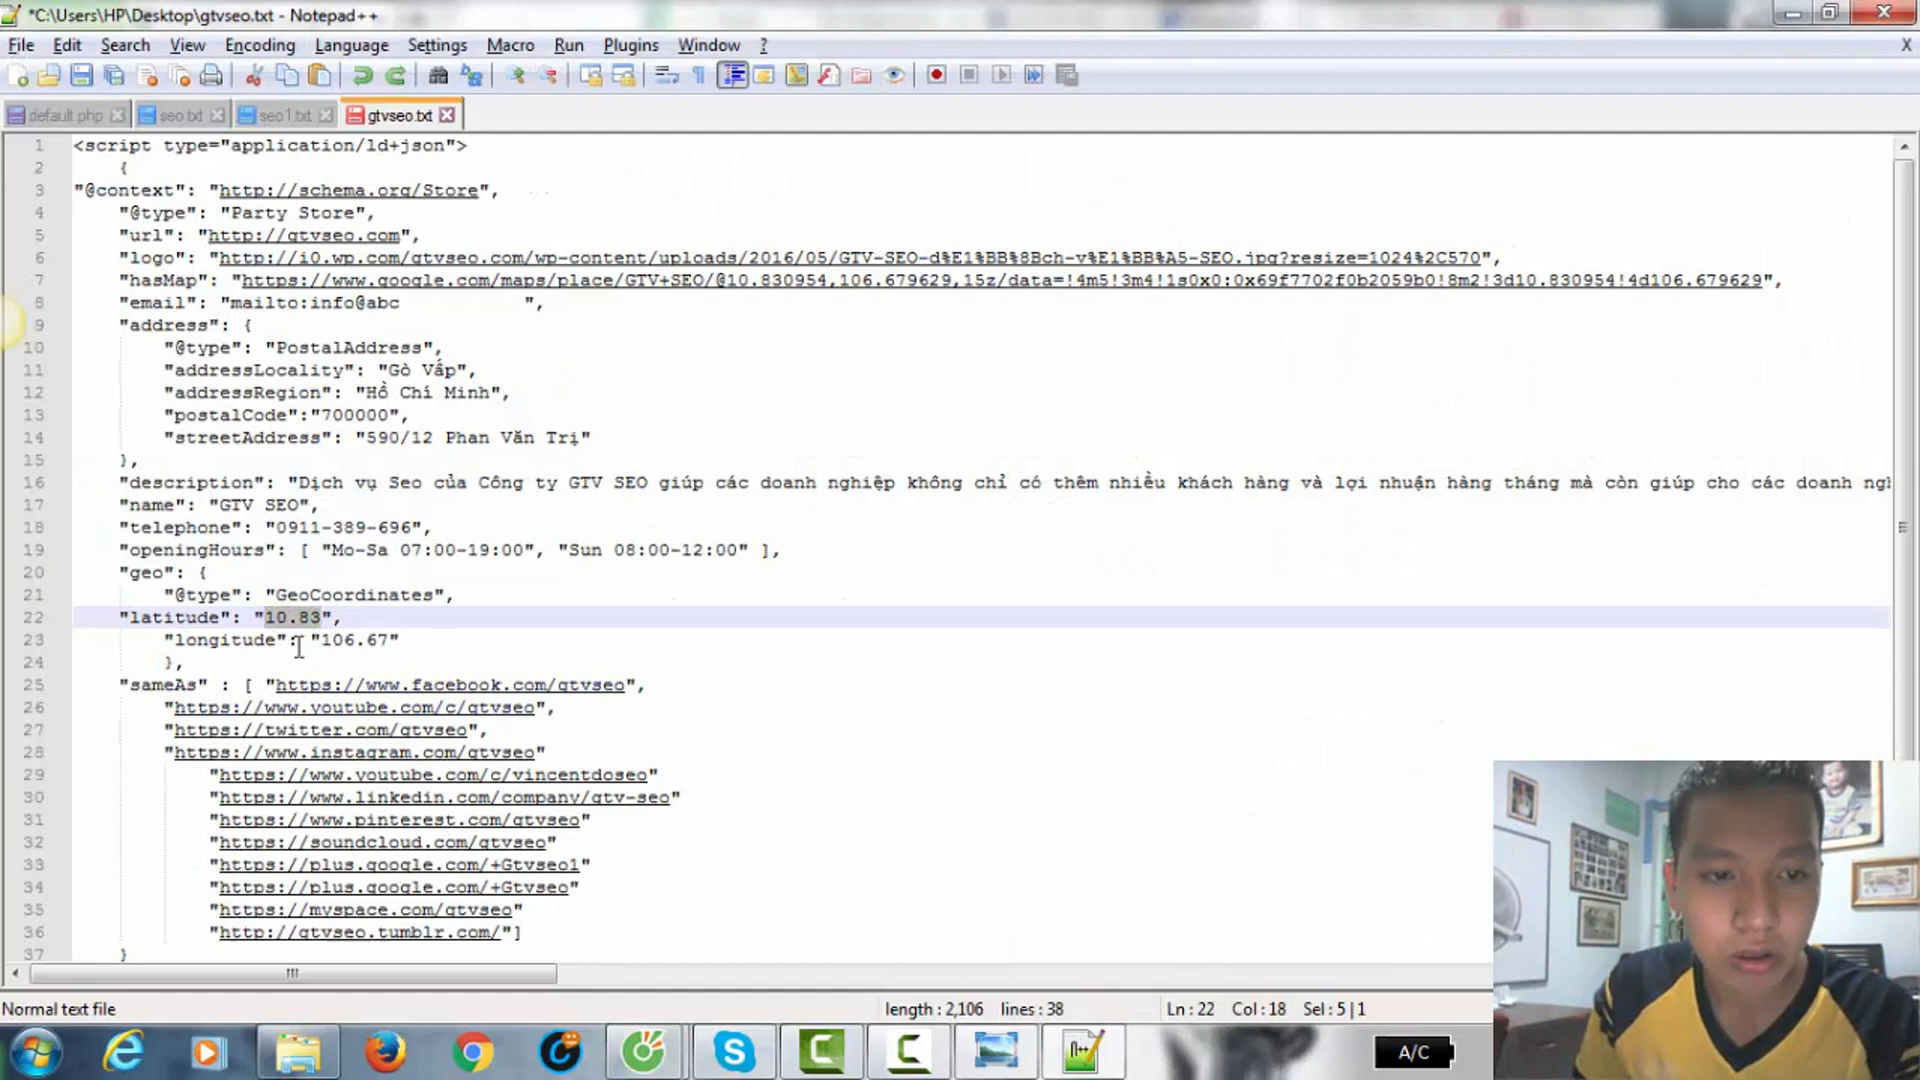 *C:\Users\HP\Desktop\gtvseo.txt - Notepad++
File Edit Search View Encoding Language Settings Macro Run Plugins Window ? X
default.php seo.txt seo1.txt gtvseo.txt
1 <script type="application/ld+json">
2 {
3 "@context": "http://schema.org/Store",
4 "@type": "Party Store",
5 "url": "http://gtvseo.com",
6 "logo": "http://i0.wp.com/gtvseo.com/wp-content/uploads/2016/05/GTV-SEO-d%E1%BB%8Bch-v%E1%BB%A5-SEO.jpg?resize=1024%2C570",
7 "hasMap": "https://www.google.com/maps/place/GTV+SEO/@10.830954,106.679629,15z/data=!4m5!3m4!1s0x0:0x69f7702f0b2059b0!8m2!3d10.830954!4d106.679629",
8 "email": "mailto:info@abc ",
9 "address": {
10 "@type": "PostalAddress",
11 "addressLocality": "Gò Vấp",
12 "addressRegion": "Hồ Chí Minh",
13 "postalCode":"700000",
14 "streetAddress": "590/12 Phan Văn Trị"
15 },
16 "description": "Dịch vụ Seo của Công ty GTV SEO giúp các doanh nghiệp không chỉ có thêm nhiều khách hàng và lợi nhuận hàng tháng mà còn giúp cho các doanh
17 "name": "GTV SEO",
18 "telephone": "0911-389-696",
19 "openingHours": [ "Mo-Sa 07:00-19:00", "Sun 08:00-12:00" ],
20 "geo": {
21 "@type": "GeoCoordinates",
22 "latitude": "10.83",
23 "longitude": "106.67"
24 },
25 "sameAs" : [ "https://www.facebook.com/gtvseo",
26 "https://www.youtube.com/c/gtvseo",
27 "https://twitter.com/gtvseo",
28 "https://www.instagram.com/gtvseo"
29 "https://www.youtube.com/c/vincentdoseo"
30 "https://www.linkedin.com/company/gtv-seo"
31 "https://www.pinterest.com/gtvseo"
32 "https://soundcloud.com/gtvseo"
33 "https://plus.google.com/+Gtvseo1"
34 "https://plus.google.com/+Gtvseo"
35 "https://myspace.com/gtvseo"
36 "http://gtvseo.tumblr.com/"]
37 }
Normal text file length : 2,106 lines : 38 Ln : 22 Col : 18 Sel : 5 | 1
A/C